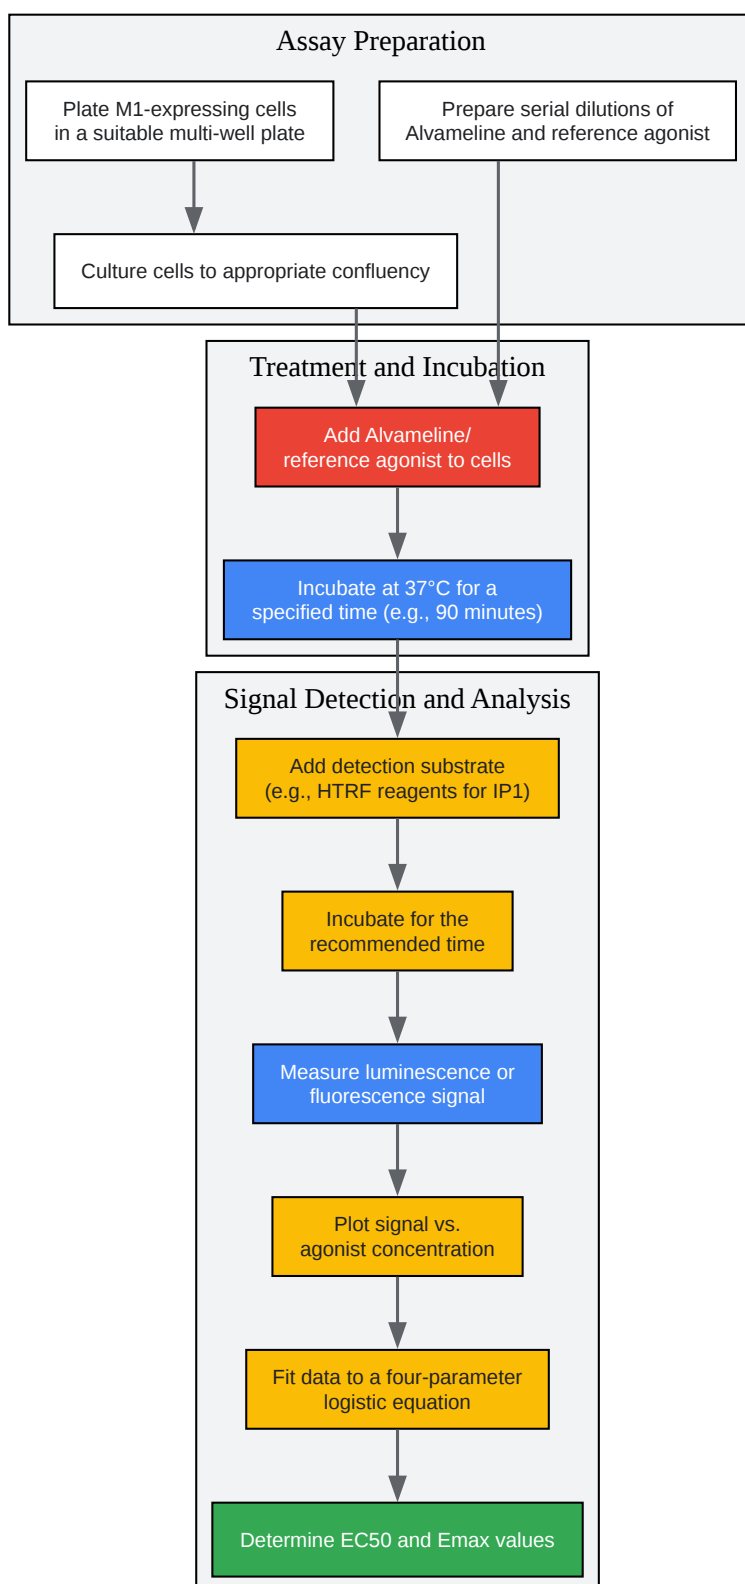 Assay Preparation
Plate M1-expressing cells
in a suitable multi-well plate
Prepare serial dilutions of
Alvameline and reference agonist
Culture cells to appropriate confluency
Treatment and Incubation
Add Alvameline/
reference agonist to cells
Incubate at 37°C for a
specified time (e.g., 90 minutes)
Signal Detection and Analysis
Add detection substrate
(e.g., HTRF reagents for IP1)
Incubate for the
recommended time
Measure luminescence or
fluorescence signal
Plot signal vs.
agonist concentration
Fit data to a four-parameter
logistic equation
Determine EC50 and Emax values